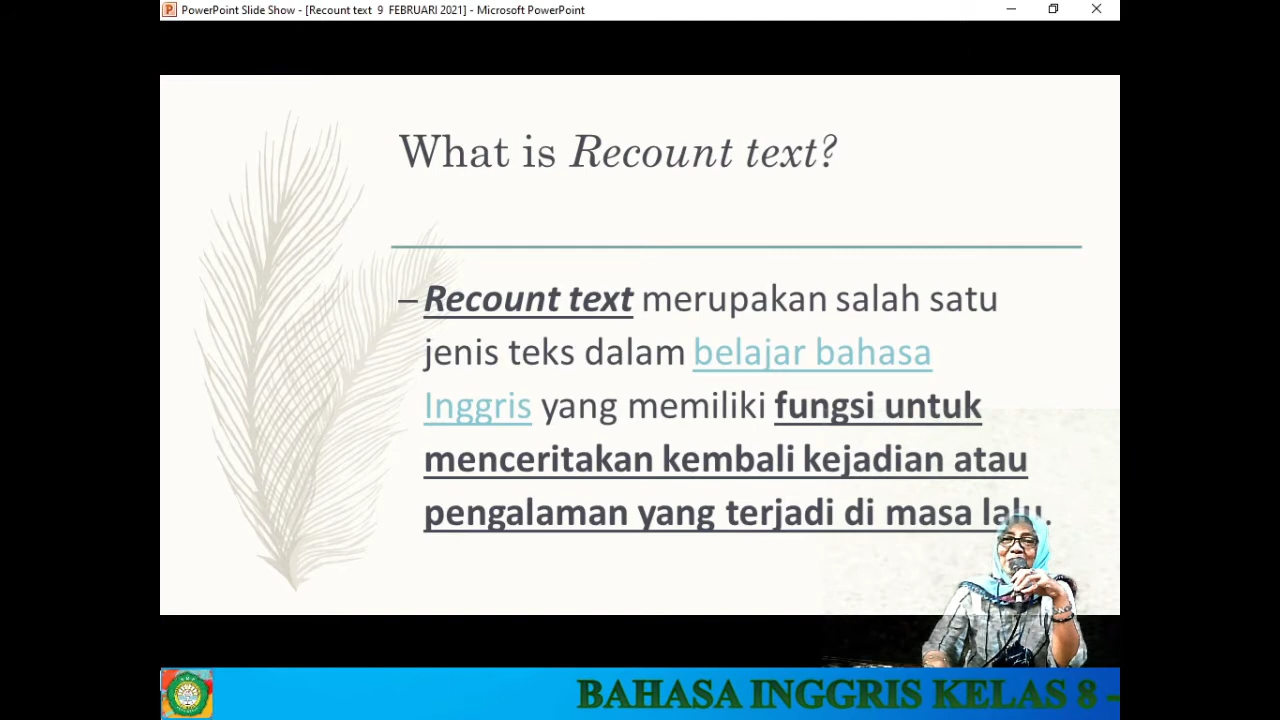 PowerPoint Slide Show - [Recount text 9 FEBRUARI 2021] - Microsoft PowerPoint
What is Recount text?
– Recount text merupakan salah satu
jenis teks dalam belajar bahasa
Inggris yang memiliki fungsi untuk
menceritakan kembali kejadian atau
pengalaman yang terjadi di masa lalu.
BAHASA INGGRIS KELAS 8 -